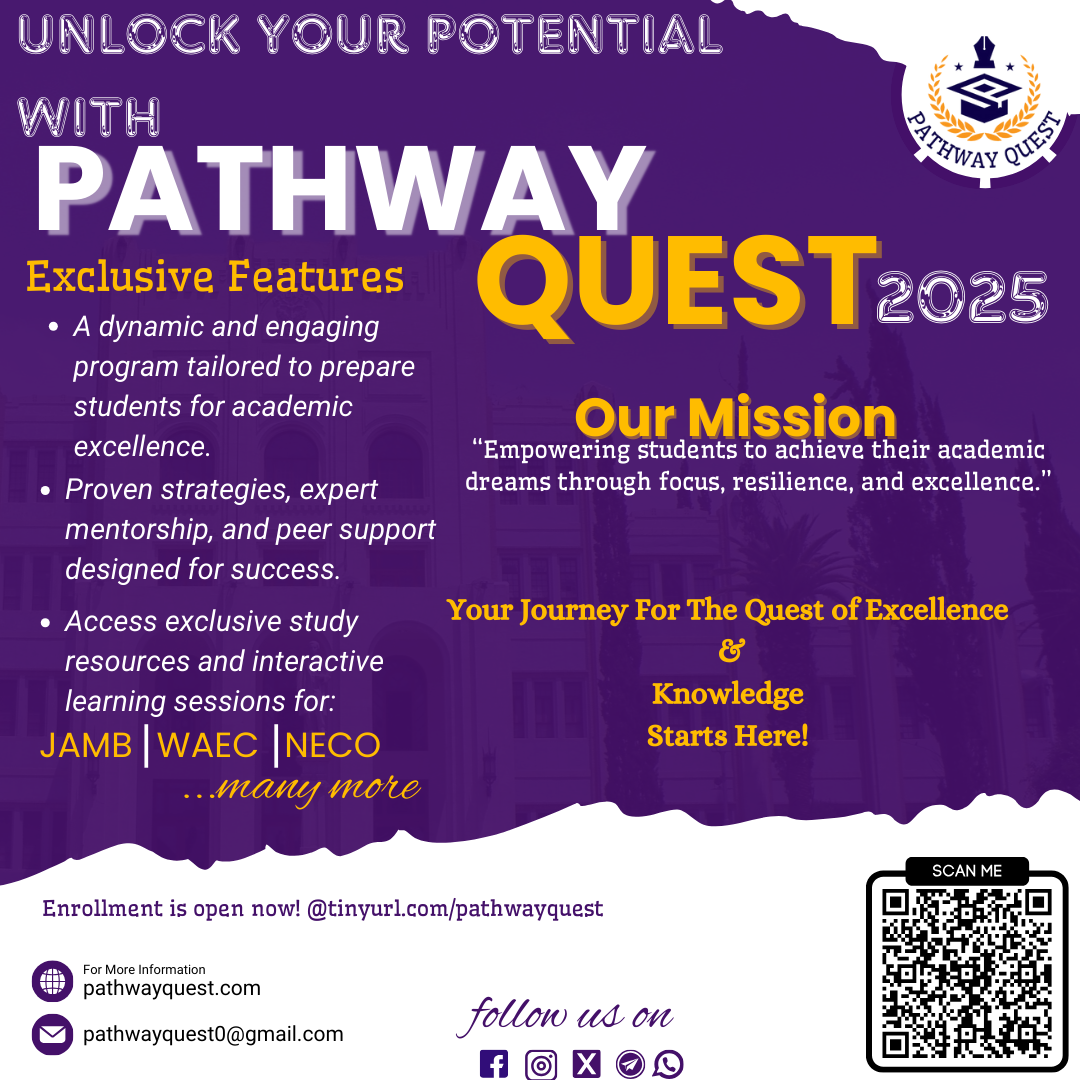 UNLOCK YOUR POTENTIAL
WITH
PATHWAY
QUEST 2025
PATHWAY QUEST
Exclusive Features
• A dynamic and engaging
program tailored to prepare
students for academic
excellence.
• Proven strategies, expert
mentorship, and peer support
designed for success.
• Access exclusive study
resources and interactive
learning sessions for:
JAMB |WAEC |NECO
...many more
Our Mission
“Empowering students to achieve their academic
dreams through focus, resilience, and excellence.”
Your Journey For The Quest of Excellence
&
Knowledge
Starts Here!
Enrollment is open now! @tinyurl.com/pathwayquest
For More Information
pathwayquest.com
pathwayquest0@gmail.com
follow us on
SCAN ME